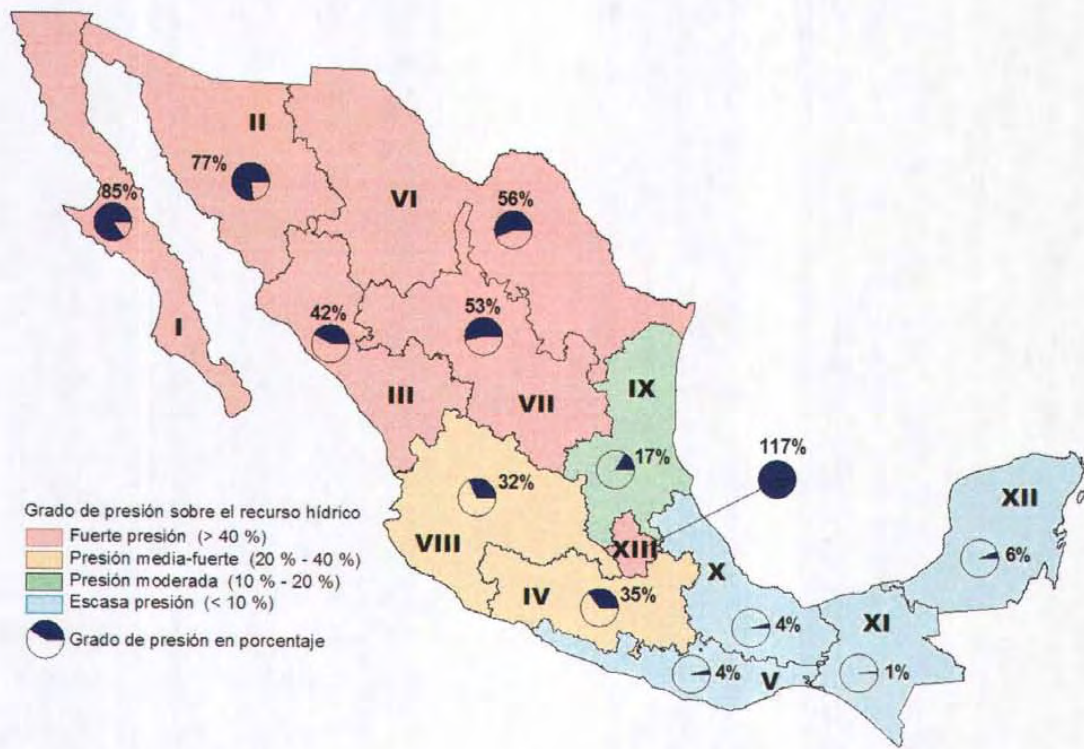 II
77%
85%
VI
56%
42%
53%
I
III
VII
IX
117%
17%
32%
XII
Grado de presión sobre el recurso hídrico
Fuerte presión (> 40 %)
Presión media-fuerte (20 % - 40 %)
Presión moderada (10 % - 20 %)
Escasa presión (< 10 %)
Grado de presión en porcentaje
VIII
XIII
X
6%
IV
35%
4%
XI
4%
V
1%